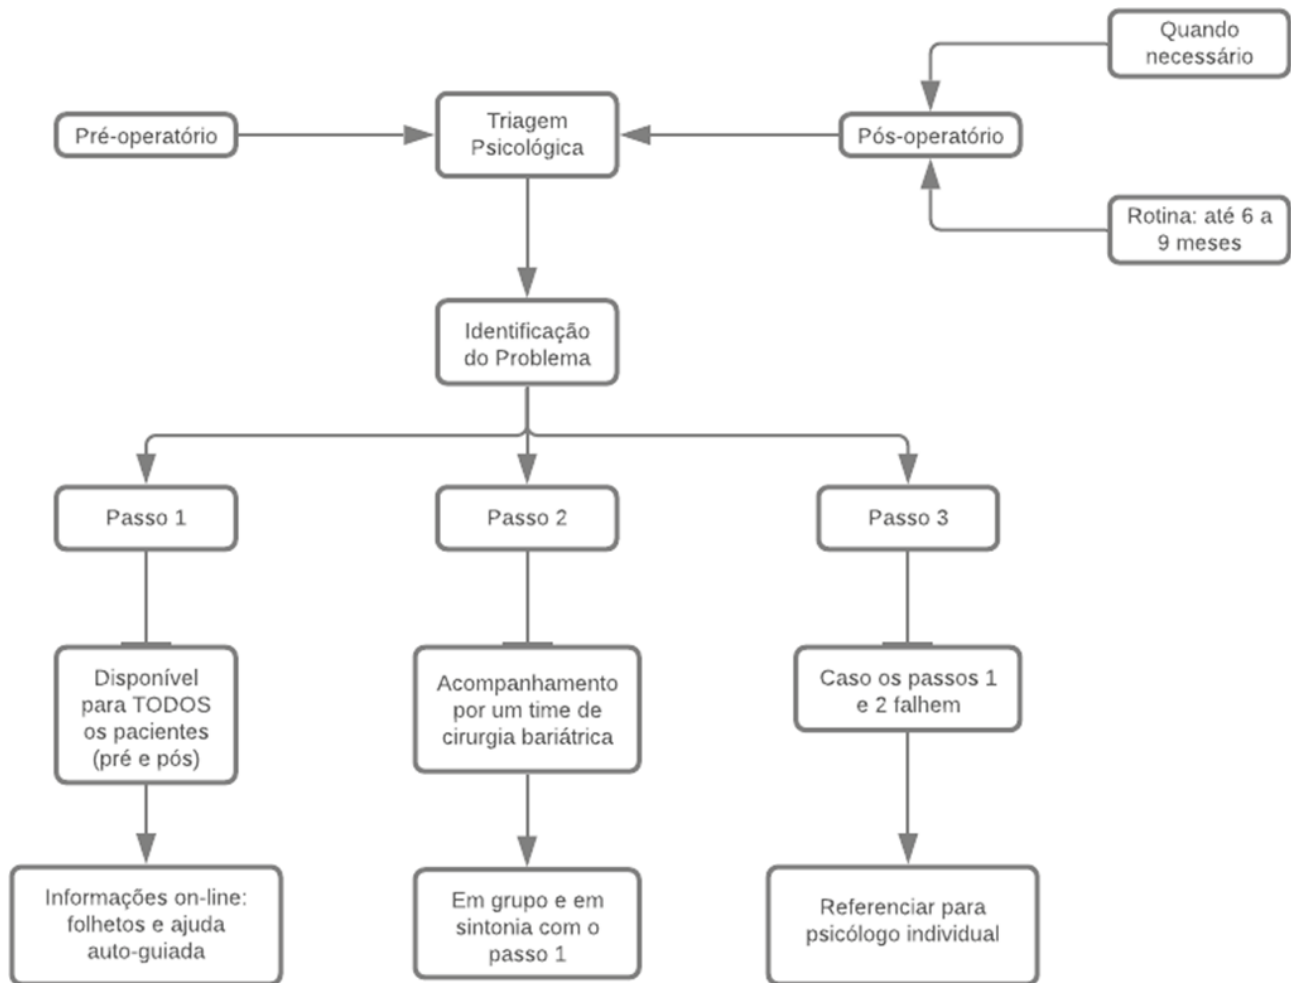 Quando
necessário
Pré-operatório
Triagem
Psicológica
Pós-operatório
Rotina: até 6 a
9 meses
Identificação
do Problema
Passo 1
Passo 2
Passo 3
Disponível
para TODOS
os pacientes
(pré e pós)
Acompanhamento
por um time de
cirurgia bariátrica
Caso os passos 1
e 2 falhem
Informações on-line:
folhetos e ajuda
auto-guiada
Em grupo e em
sintonia com o
passo 1
Referenciar para
psicólogo individual